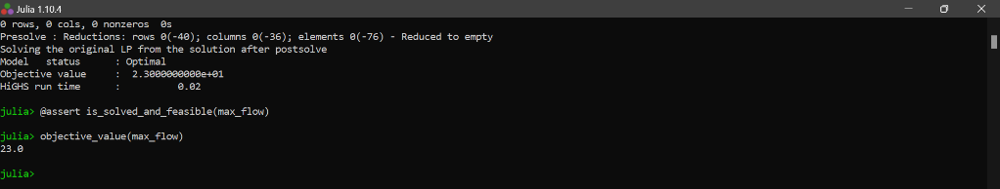 Julia 1.10.4
0 rows, 0 cols, 0 nonzeros  0s
Presolve : Reductions: rows 0(-40); columns 0(-36); elements 0(-76) - Reduced to empty
Solving the original LP from the solution after postsolve
Model   status      : Optimal
Objective value     :  2.3000000000e+01
HiGHS run time      :          0.02
julia> @assert is_solved_and_feasible(max_flow)
julia> objective_value(max_flow)
23.0
julia>